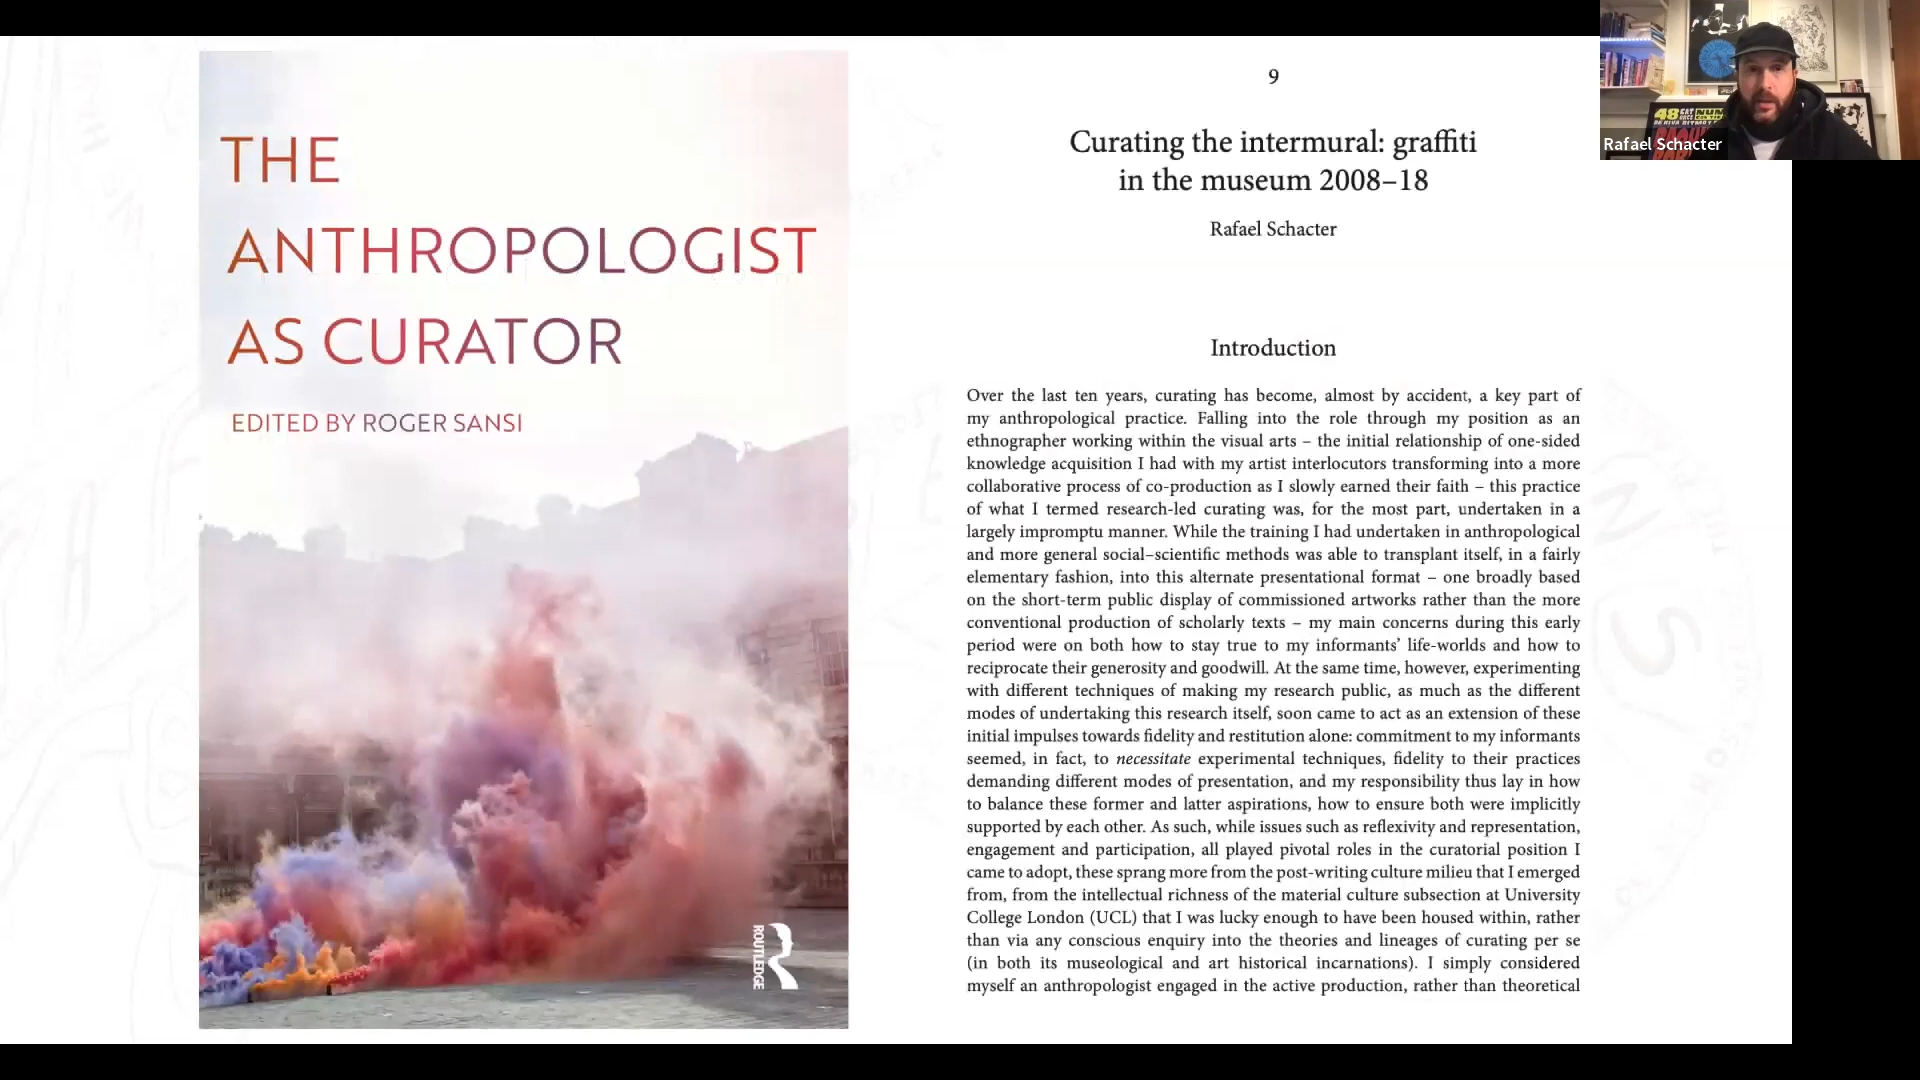 THE
ANTHROPOLOGIST
AS CURATOR
EDITED BY ROGER SANSI
ROUTLEDGE
9
Curating the intermural: graffiti
in the museum 2008–18
Rafael Schacter
Introduction
Over the last ten years, curating has become, almost by accident, a key part of
my anthropological practice. Falling into the role through my position as an
ethnographer working within the visual arts – the initial relationship of one-sided
knowledge acquisition I had with my artist interlocutors transforming into a more
collaborative process of co-production as I slowly earned their faith – this practice
of what I termed research-led curating was, for the most part, undertaken in a
largely impromptu manner. While the training I had undertaken in anthropological
and more general social–scientific methods was able to transplant itself, in a fairly
elementary fashion, into this alternate presentational format – one broadly based
on the short-term public display of commissioned artworks rather than the more
conventional production of scholarly texts – my main concerns during this early
period were on both how to stay true to my informants’ life-worlds and how to
reciprocate their generosity and goodwill. At the same time, however, experimenting
with different techniques of making my research public, as much as the different
modes of undertaking this research itself, soon came to act as an extension of these
initial impulses towards fidelity and restitution alone: commitment to my informants
seemed, in fact, to necessitate experimental techniques, fidelity to their practices
demanding different modes of presentation, and my responsibility thus lay in how
to balance these former and latter aspirations, how to ensure both were implicitly
supported by each other. As such, while issues such as reflexivity and representation,
engagement and participation, all played pivotal roles in the curatorial position I
came to adopt, these sprang more from the post-writing culture milieu that I emerged
from, from the intellectual richness of the material culture subsection at University
College London (UCL) that I was lucky enough to have been housed within, rather
than via any conscious enquiry into the theories and lineages of curating per se
(in both its museological and art historical incarnations). I simply considered
myself an anthropologist engaged in the active production, rather than theoretical
48
Rafael Schacter